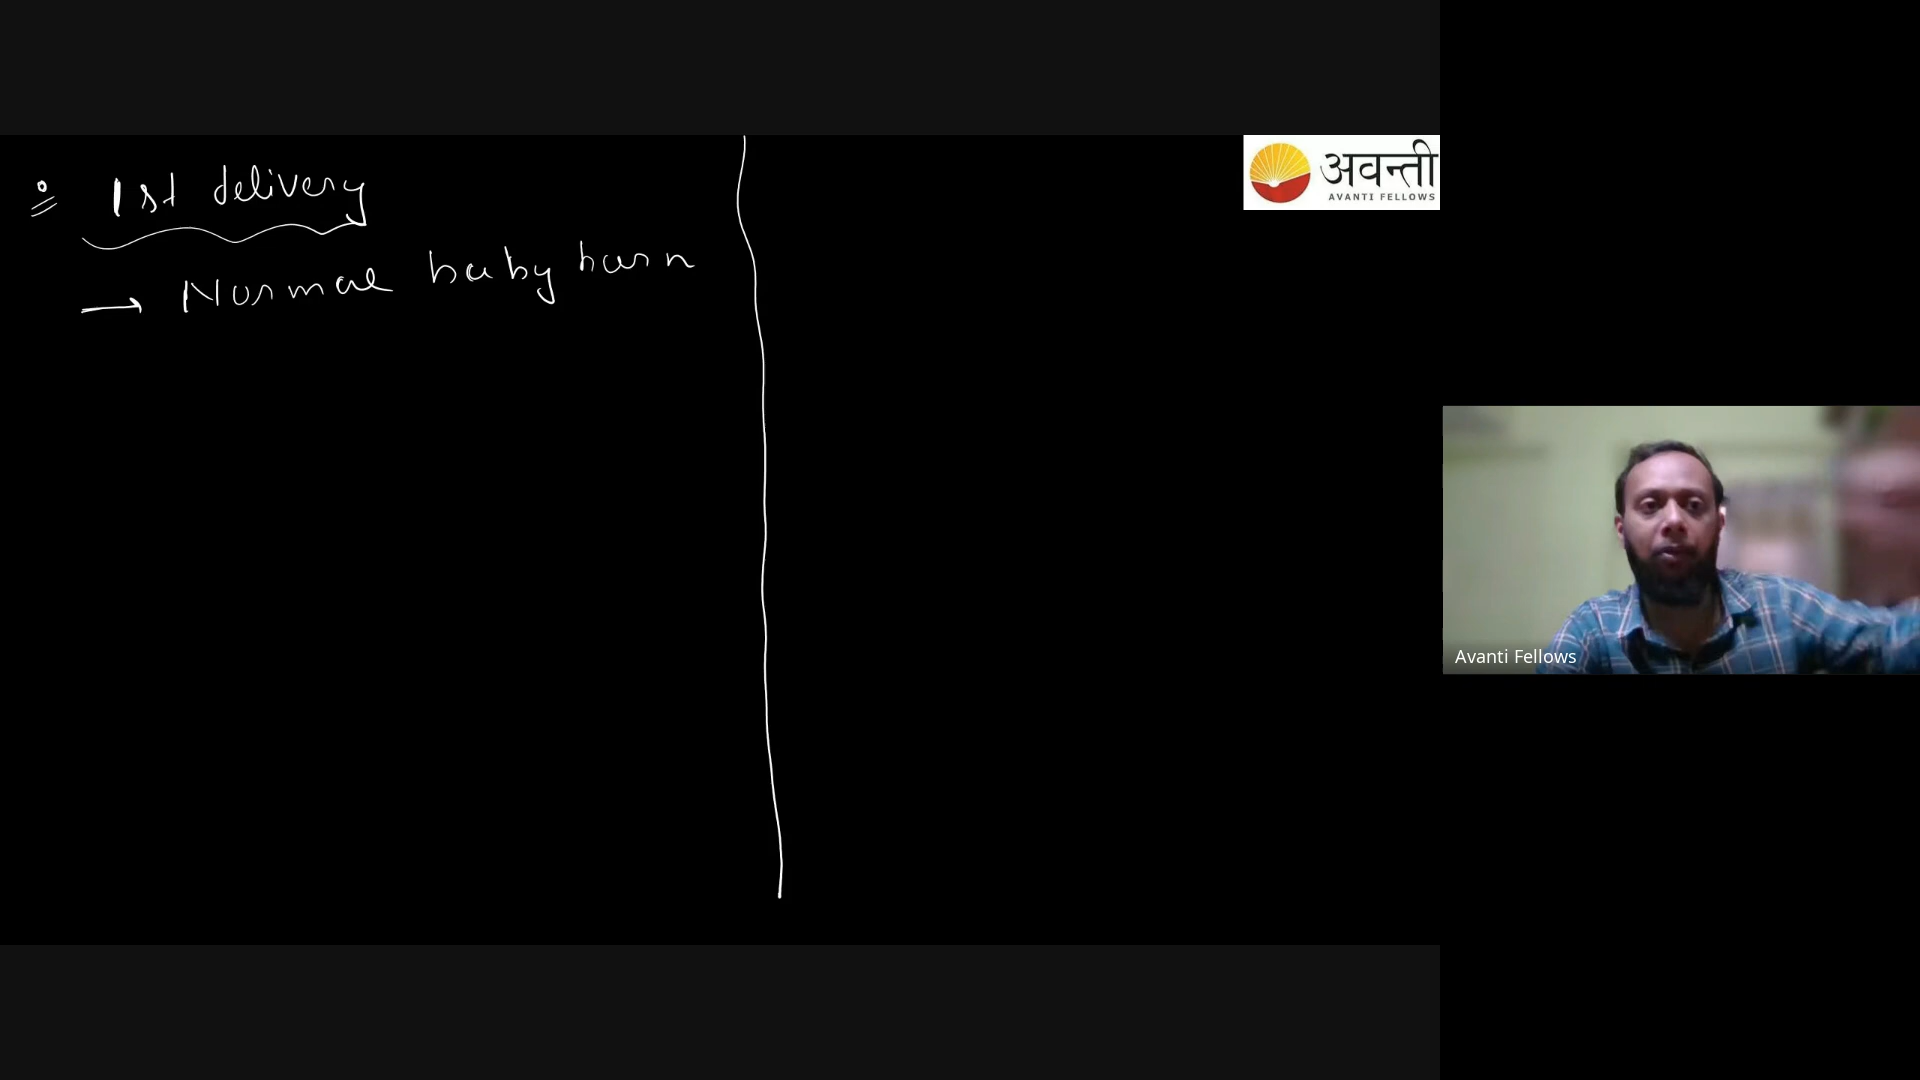 1st delivery
→ Normal baby born
अवन्ती
AVANTI FELLOWS
Avanti Fellows